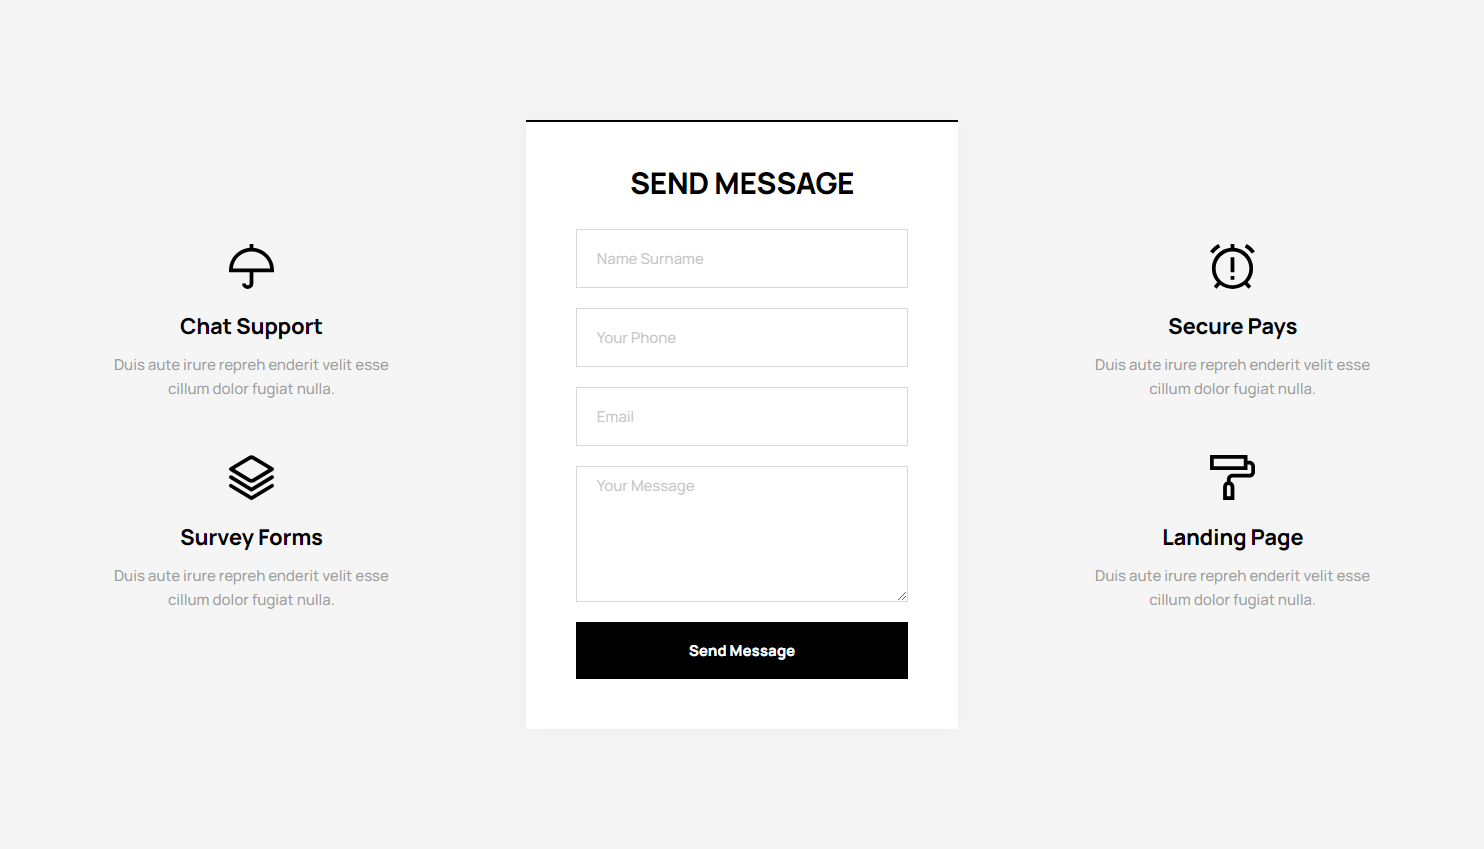 Chat Support
Duis aute irure repreh enderit velit esse
cillum dolor fugiat nulla.
Survey Forms
Duis aute irure repreh enderit velit esse
cillum dolor fugiat nulla.
SEND MESSAGE
Name Surname
Your Phone
Email
Your Message
Send Message
Secure Pays
Duis aute irure repreh enderit velit esse
cillum dolor fugiat nulla.
Landing Page
Duis aute irure repreh enderit velit esse
cillum dolor fugiat nulla.